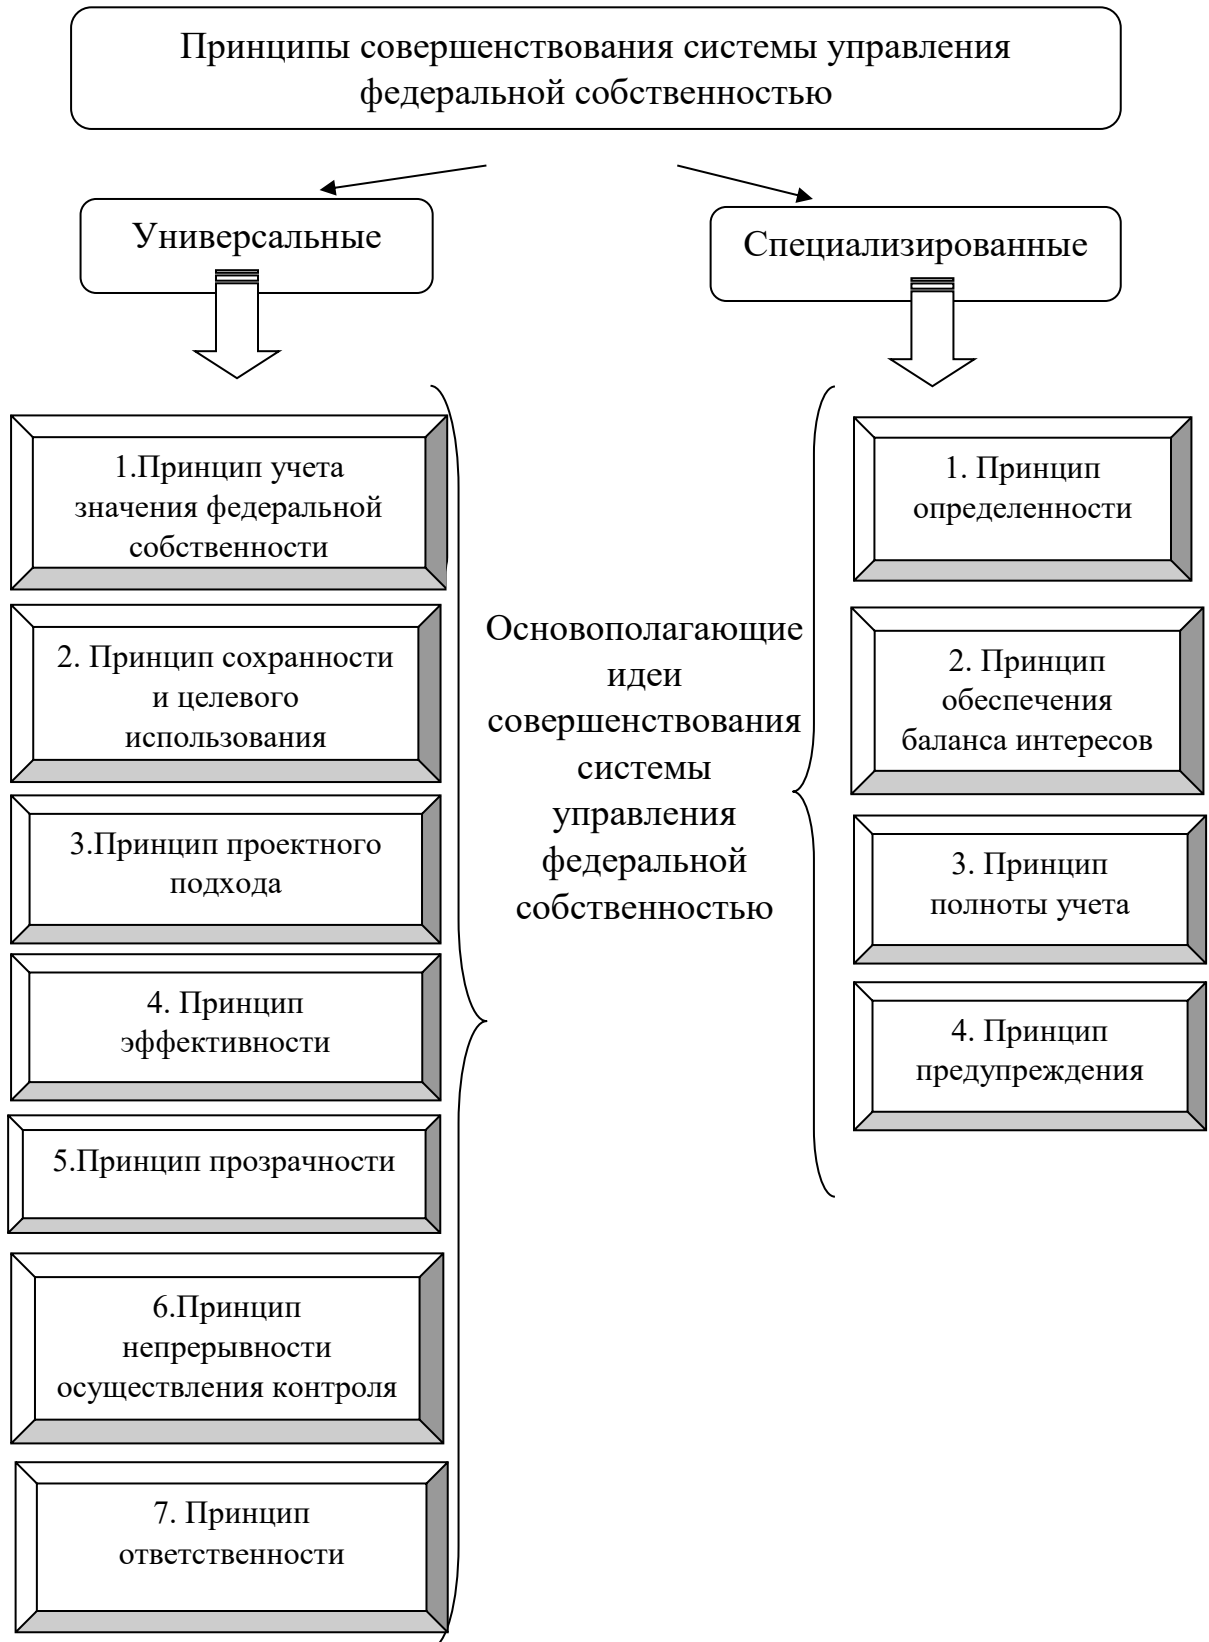 Принципы совершенствования системы управления
федеральной собственностью
Универсальные
Специализированные
1.Принцип учета
значения федеральной
собственности
2. Принцип сохранности
и целевого
использования
3.Принцип проектного
подхода
4. Принцип
эффективности
5.Принцип прозрачности
6.Принцип
непрерывности
осуществления контроля
7. Принцип
ответственности
Основополагающие
идеи
совершенствования
системы
управления
федеральной
собственностью
1. Принцип
определенности
2. Принцип
обеспечения
баланса интересов
3. Принцип
полноты учета
4. Принцип
предупреждения